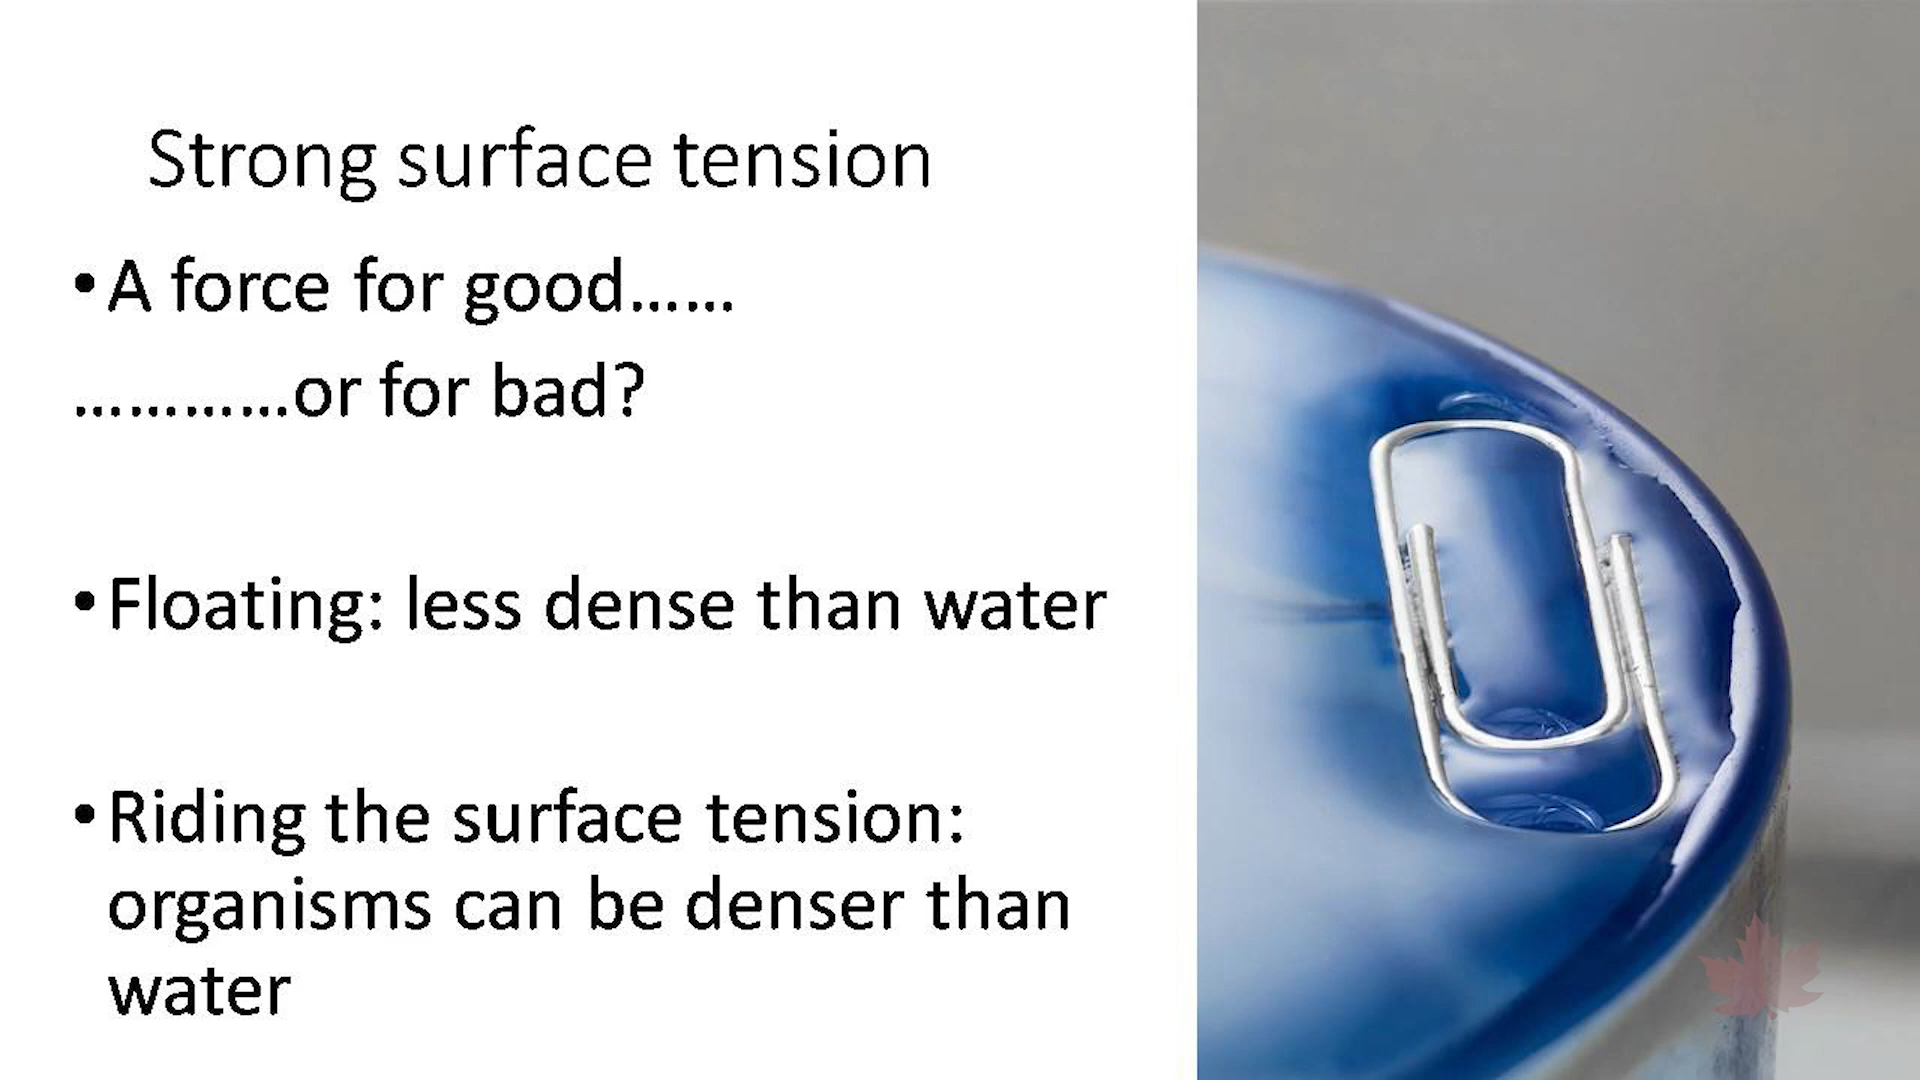 Strong surface tension
•A force for good......
............or for bad?
•Floating: less dense than water
•Riding the surface tension:
organisms can be denser than
water